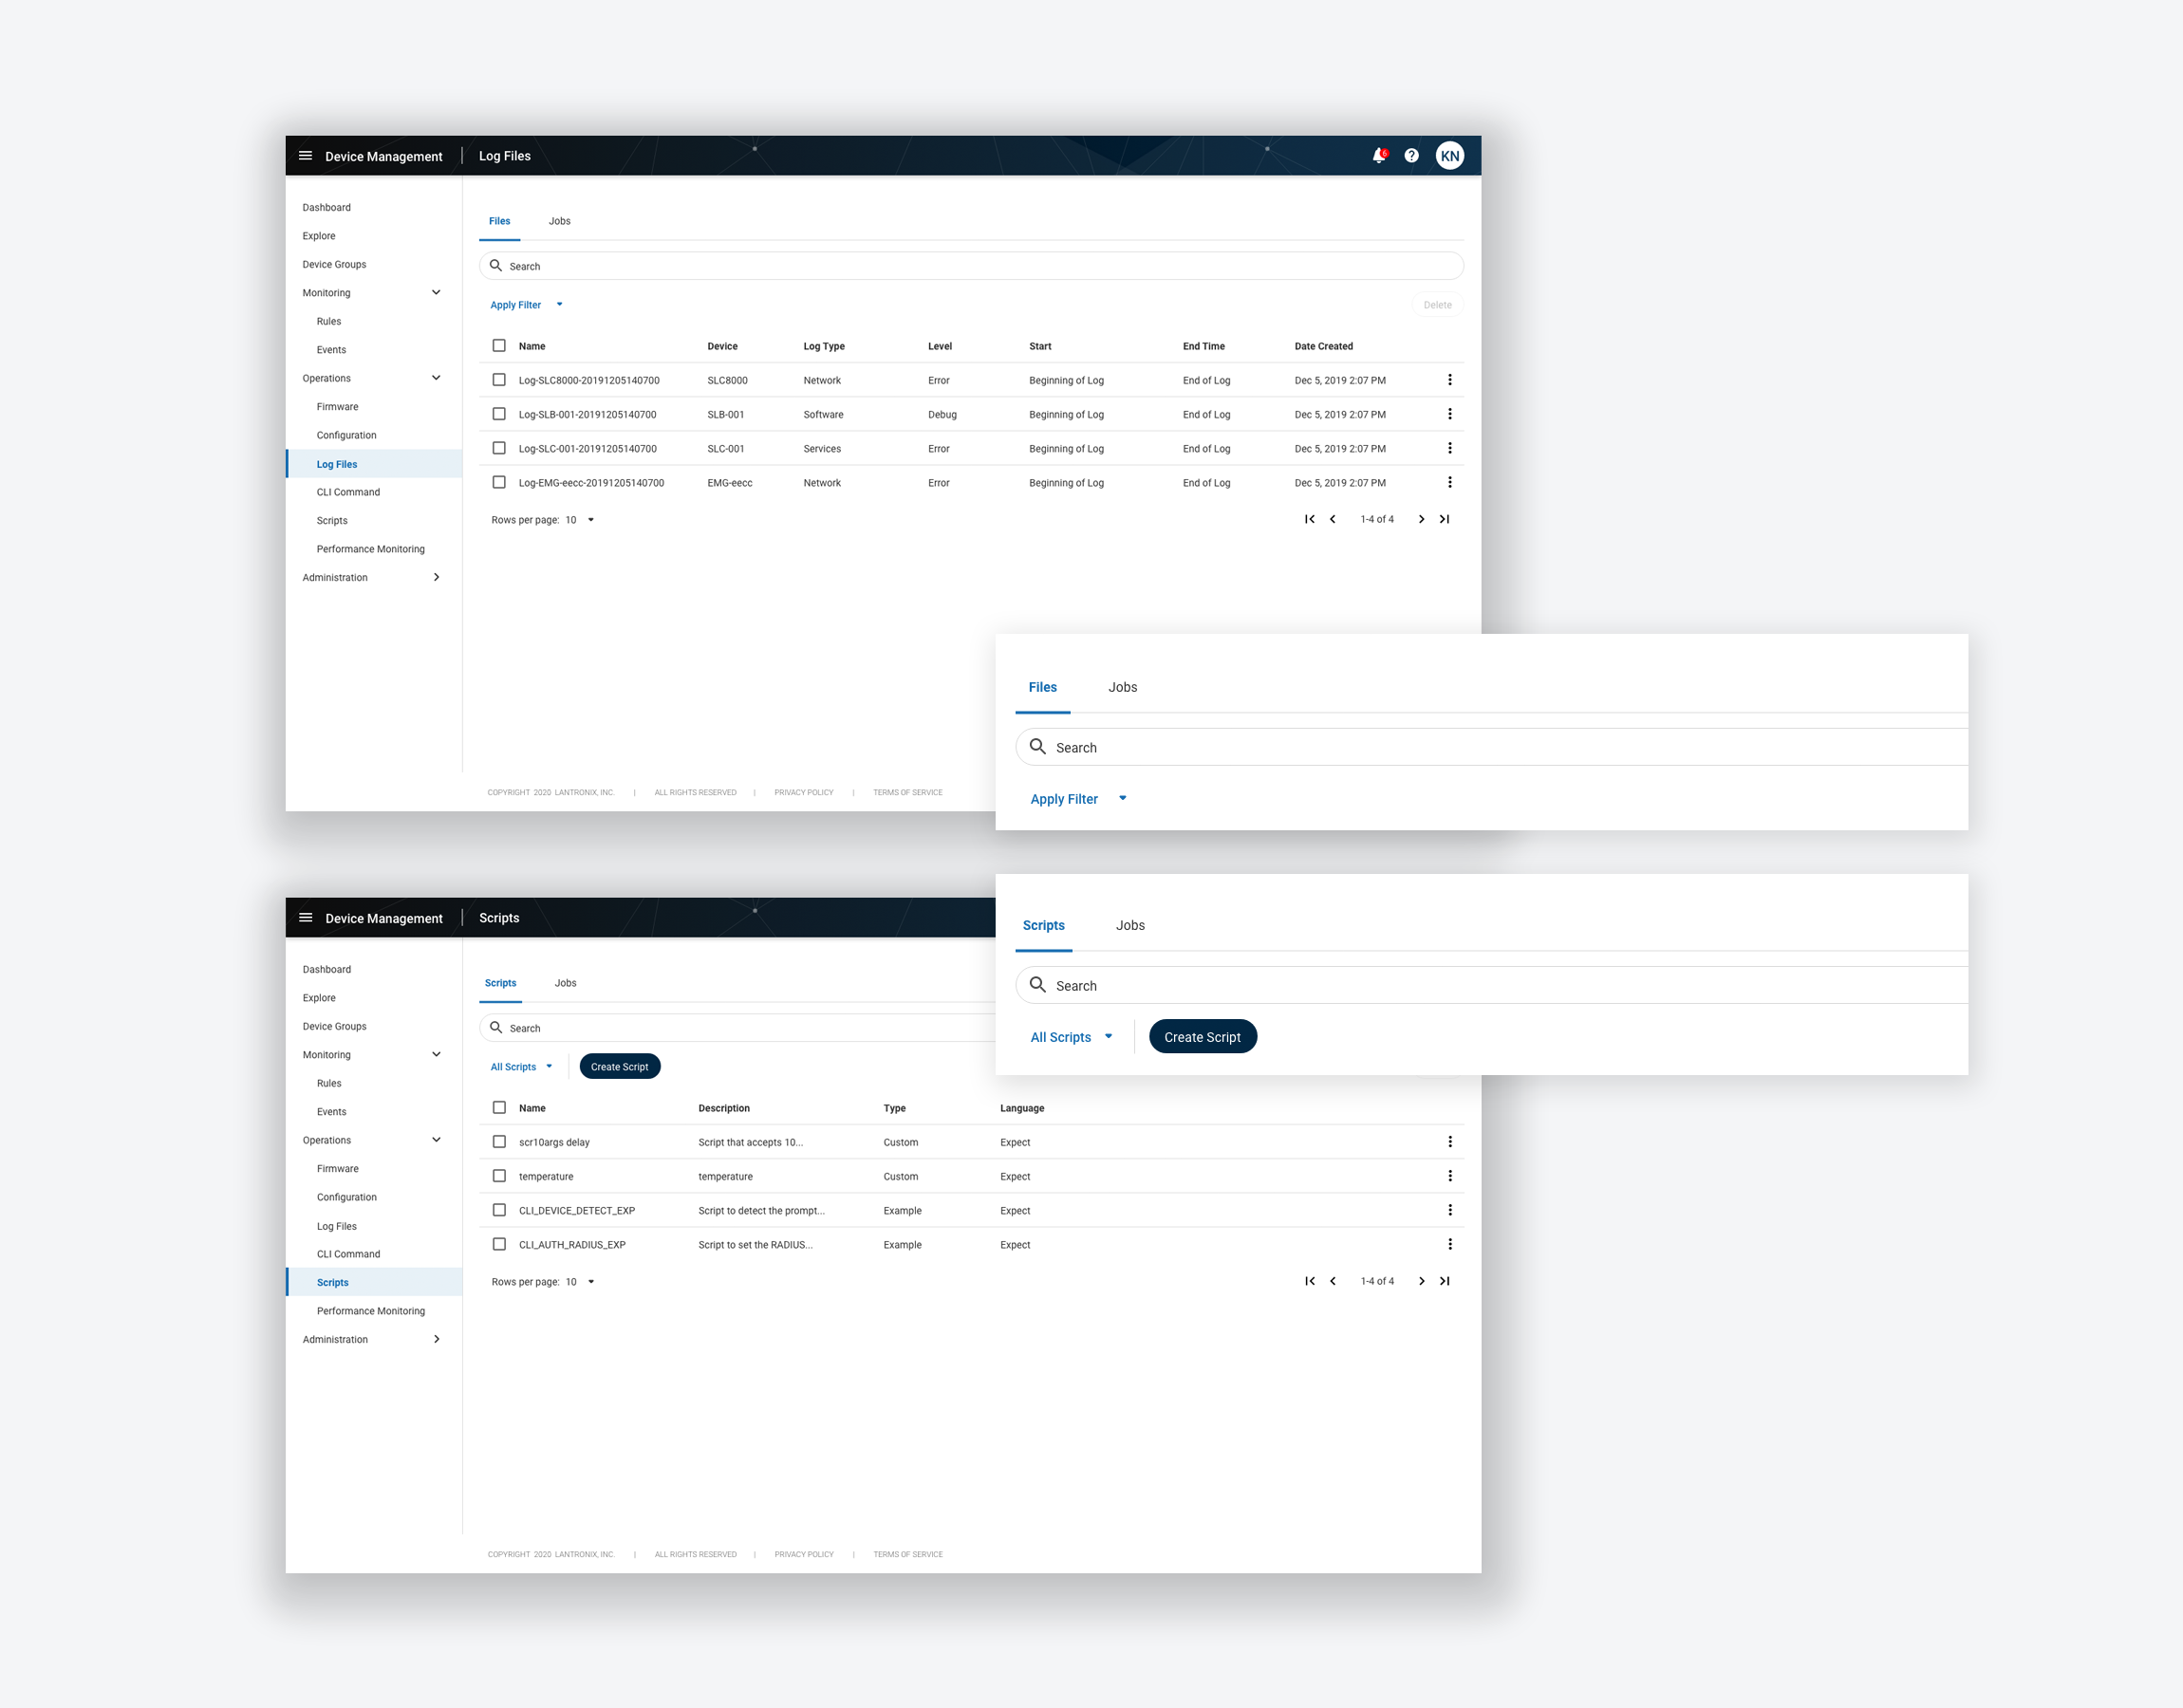 Device Management | Log Files 6 KN
Dashboard
Explore
Device Groups
Monitoring
Rules
Events
Operations
Firmware
Configuration
Log Files
CLI Command
Scripts
Performance Monitoring
Administration
Files Jobs
Search
Apply Filter Delete
Name Device Log Type Level Start End Time Date Created
Log-SLC8000-20191205140700 SLC8000 Network Error Beginning of Log End of Log Dec 5, 2019 2:07 PM
Log-SLB-001-20191205140700 SLB-001 Software Debug Beginning of Log End of Log Dec 5, 2019 2:07 PM
Log-SLC-001-20191205140700 SLC-001 Services Error Beginning of Log End of Log Dec 5, 2019 2:07 PM
Log-EMG-eecc-20191205140700 EMG-eecc Network Error Beginning of Log End of Log Dec 5, 2019 2:07 PM
Rows per page: 10 1-4 of 4
COPYRIGHT 2020 LANTRONIX, INC. | ALL RIGHTS RESERVED | PRIVACY POLICY | TERMS OF SERVICE
Files Jobs
Search
Apply Filter
Scripts Jobs
Search
All Scripts Create Script
Device Management | Scripts
Dashboard
Explore
Device Groups
Monitoring
Rules
Events
Operations
Firmware
Configuration
Log Files
CLI Command
Scripts
Performance Monitoring
Administration
Scripts Jobs
Search
All Scripts Create Script
Name Description Type Language
scr10args delay Script that accepts 10... Custom Expect
temperature temperature Custom Expect
CLI_DEVICE_DETECT_EXP Script to detect the prompt... Example Expect
CLI_AUTH_RADIUS_EXP Script to set the RADIUS... Example Expect
Rows per page: 10 1-4 of 4
COPYRIGHT 2020 LANTRONIX, INC. | ALL RIGHTS RESERVED | PRIVACY POLICY | TERMS OF SERVICE